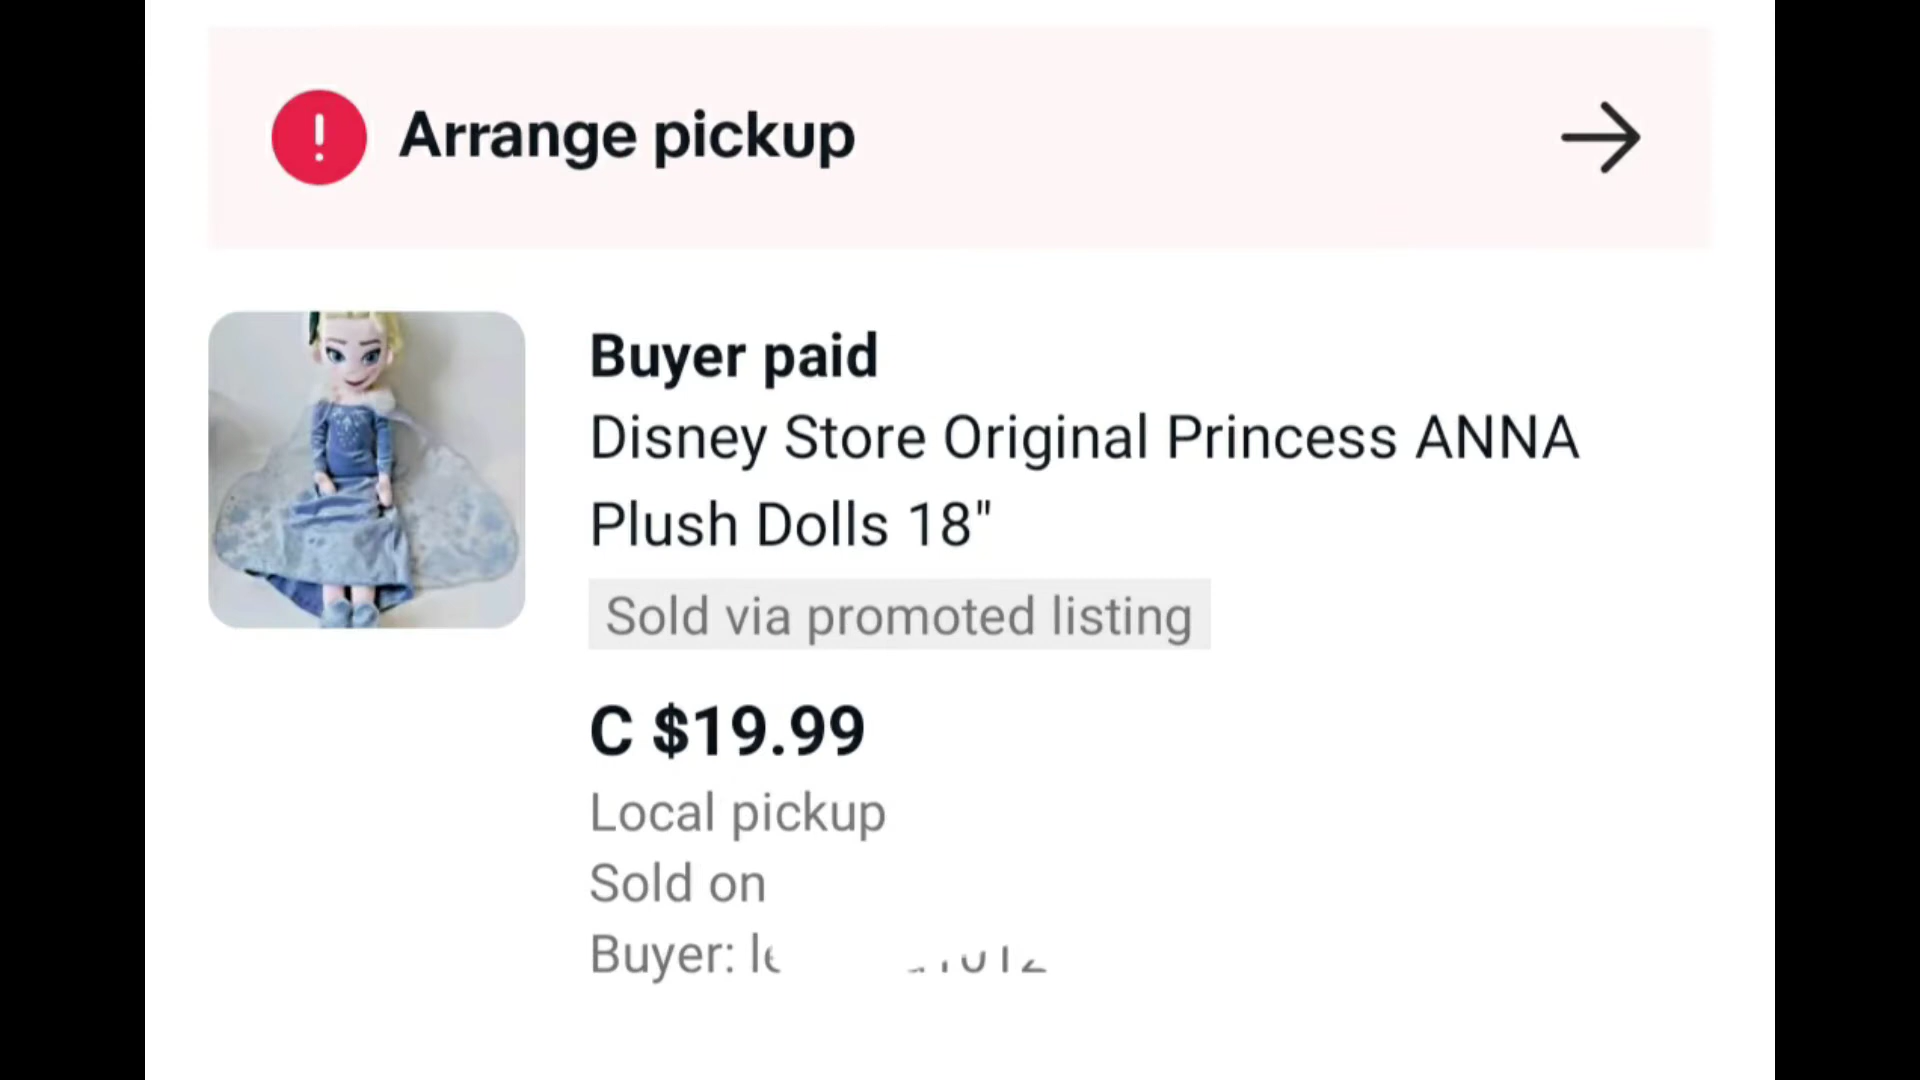 Arrange pickup
Buyer paid
Disney Store Original Princess ANNA
Plush Dolls 18"
Sold via promoted listing
C $19.99
Local pickup
Sold on
Buyer: